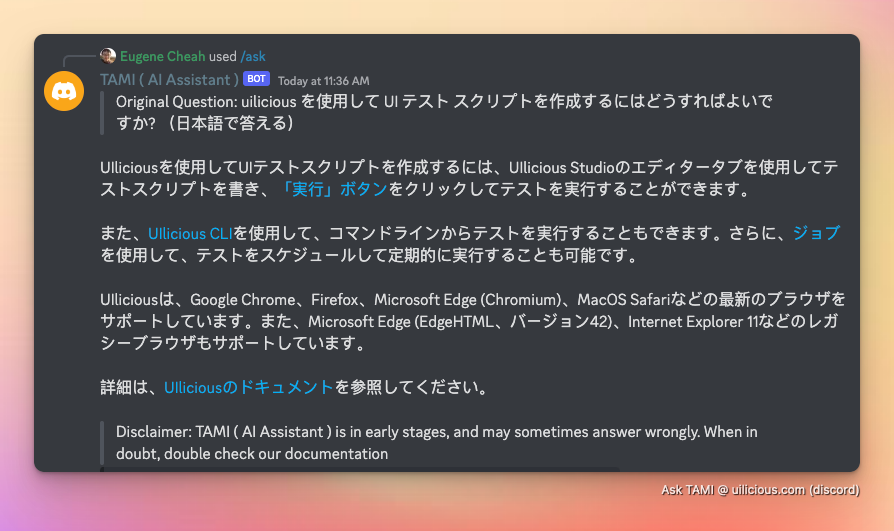 Eugene Cheah used /ask
TAMI ( AI Assistant ) BOT Today at 11:36 AM
Original Question: uilicious を使用して UI テスト スクリプトを作成するにはどうすればよいで
すか? （日本語で答える）
UIliciousを使用してUIテストスクリプトを作成するには、UIlicious Studioのエディタータブを使用してテ
ストスクリプトを書き、「実行」ボタンをクリックしてテストを実行することができます。
また、UIlicious CLIを使用して、コマンドラインからテストを実行することもできます。さらに、ジョブ
を使用して、テストをスケジュールして定期的に実行することも可能です。
UIliciousは、Google Chrome、Firefox、Microsoft Edge (Chromium)、MacOS Safariなどの最新のブラウザを
サポートしています。また、Microsoft Edge (EdgeHTML、バージョン42)、Internet Explorer 11などのレガ
シーブラウザもサポートしています。
詳細は、UIliciousのドキュメントを参照してください。
Disclaimer: TAMI ( AI Assistant ) is in early stages, and may sometimes answer wrongly. When in
doubt, double check our documentation
Ask TAMI @ uilicious.com (discord)